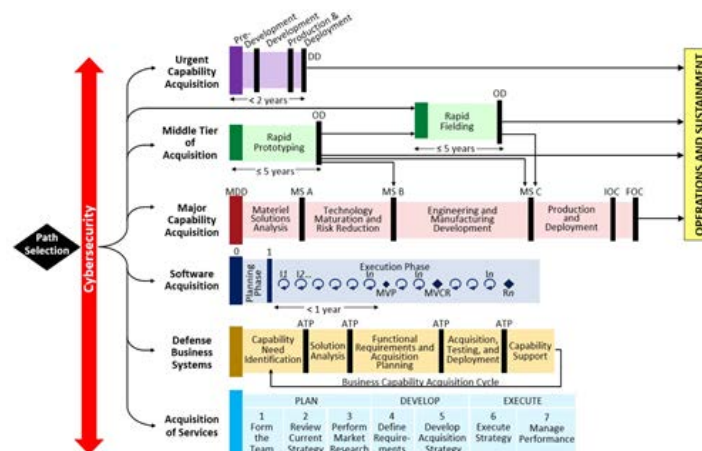 Pre-
Development
Development
Production &
Deployment
Urgent
Capability
Acquisition
DD
< 2 years
OD
Rapid
Fielding
≤ 5 years
Middle Tier
of
Acquisition
Rapid
Prototyping
OD
≤ 5 years
MDD
MS A
MS B
MS C
IOC
FOC
Major
Capability
Acquisition
Materiel
Solutions
Analysis
Technology
Maturation and
Risk Reduction
Engineering and
Manufacturing
Development
Production
and
Deployment
OPERATIONS AND SUSTAINMENT
Path
Selection
Cybersecurity
Software
Acquisition
0
1
Planning
Phase
Execution Phase
I1 I2... In In In
< 1 year
MVP
MVCR
Rn
Defense
Business
Systems
ATP
ATP
ATP
ATP
Capability
Need
Identification
Solution
Analysis
Functional
Requirements and
Acquisition
Planning
Acquisition,
Testing, and
Deployment
Capability
Support
Business Capability Acquisition Cycle
Acquisition
of Services
PLAN
DEVELOP
EXECUTE
1
Form
the
Team
2
Review
Current
Strategy
3
Perform
Market
Research
4
Define
Require-
ments
5
Develop
Acquisition
Strategy
6
Execute
Strategy
7
Manage
Performance